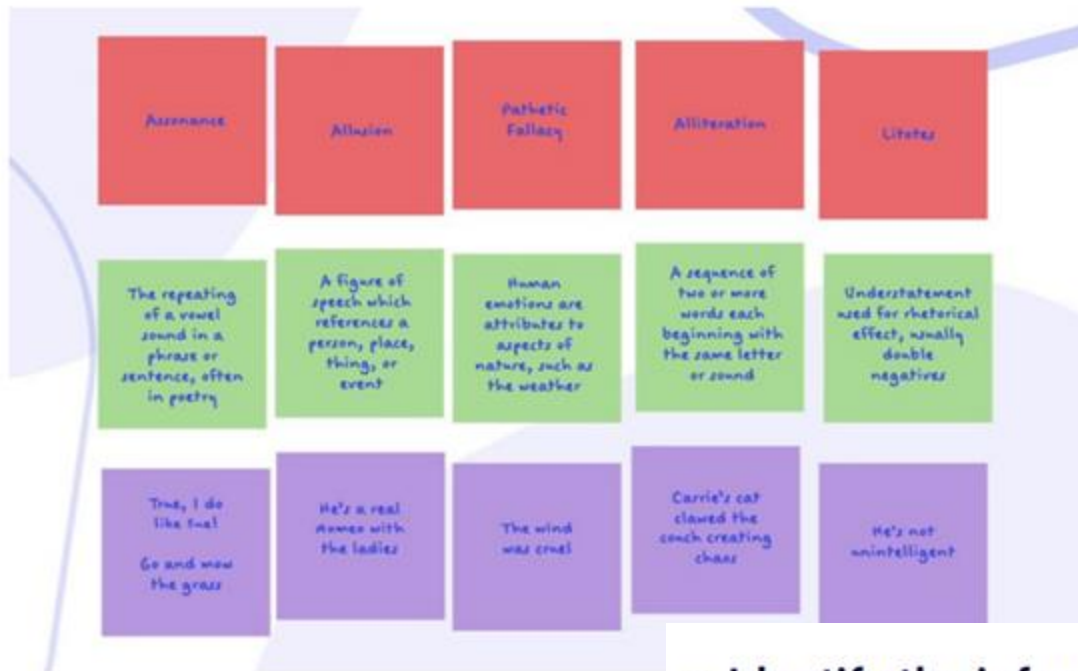 Assonance
Allusion
Pathetic
Fallacy
Alliteration
Litotes
The repeating
of a vowel
sound in a
phrase or
sentence, often
in poetry
A figure of
speech which
references a
person, place,
thing, or
event
Human
emotions are
attributes to
aspects of
nature, such as
the weather
A sequence of
two or more
words each
beginning with
the same letter
or sound
Understatement
used for rhetorical
effect, usually
double
negatives
True, I do
like Sue!
Go and mow
the grass
He's a real
Romeo with
the ladies
The wind
was cruel
Carrie's cat
clawed the
couch creating
chaos
He's not
unintelligent